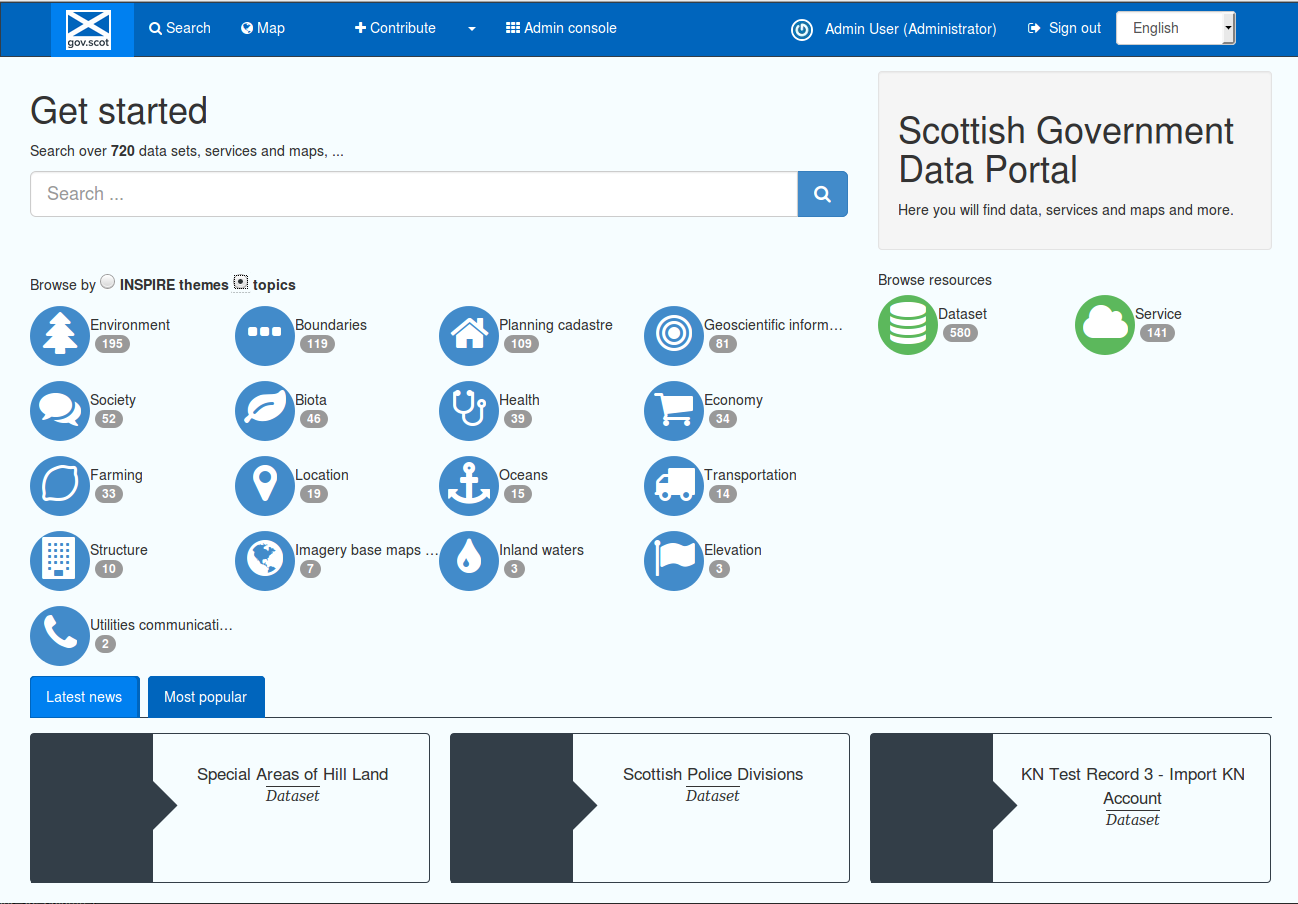 gov.scot Search Map Contribute Admin console Admin User (Administrator) Sign out English
Get started
Search over 720 data sets, services and maps, ...
Search ...
Scottish Government
Data Portal
Here you will find data, services and maps and more.
Browse by INSPIRE themes topics
Browse resources
Environment
195
Boundaries
119
Planning cadastre
109
Geoscientific inform…
81
Dataset
580
Service
141
Society
52
Biota
46
Health
39
Economy
34
Farming
33
Location
19
Oceans
15
Transportation
14
Structure
10
Imagery base maps …
7
Inland waters
3
Elevation
3
Utilities communicati…
2
Latest news Most popular
Special Areas of Hill Land
Dataset
Scottish Police Divisions
Dataset
KN Test Record 3 - Import KN
Account
Dataset